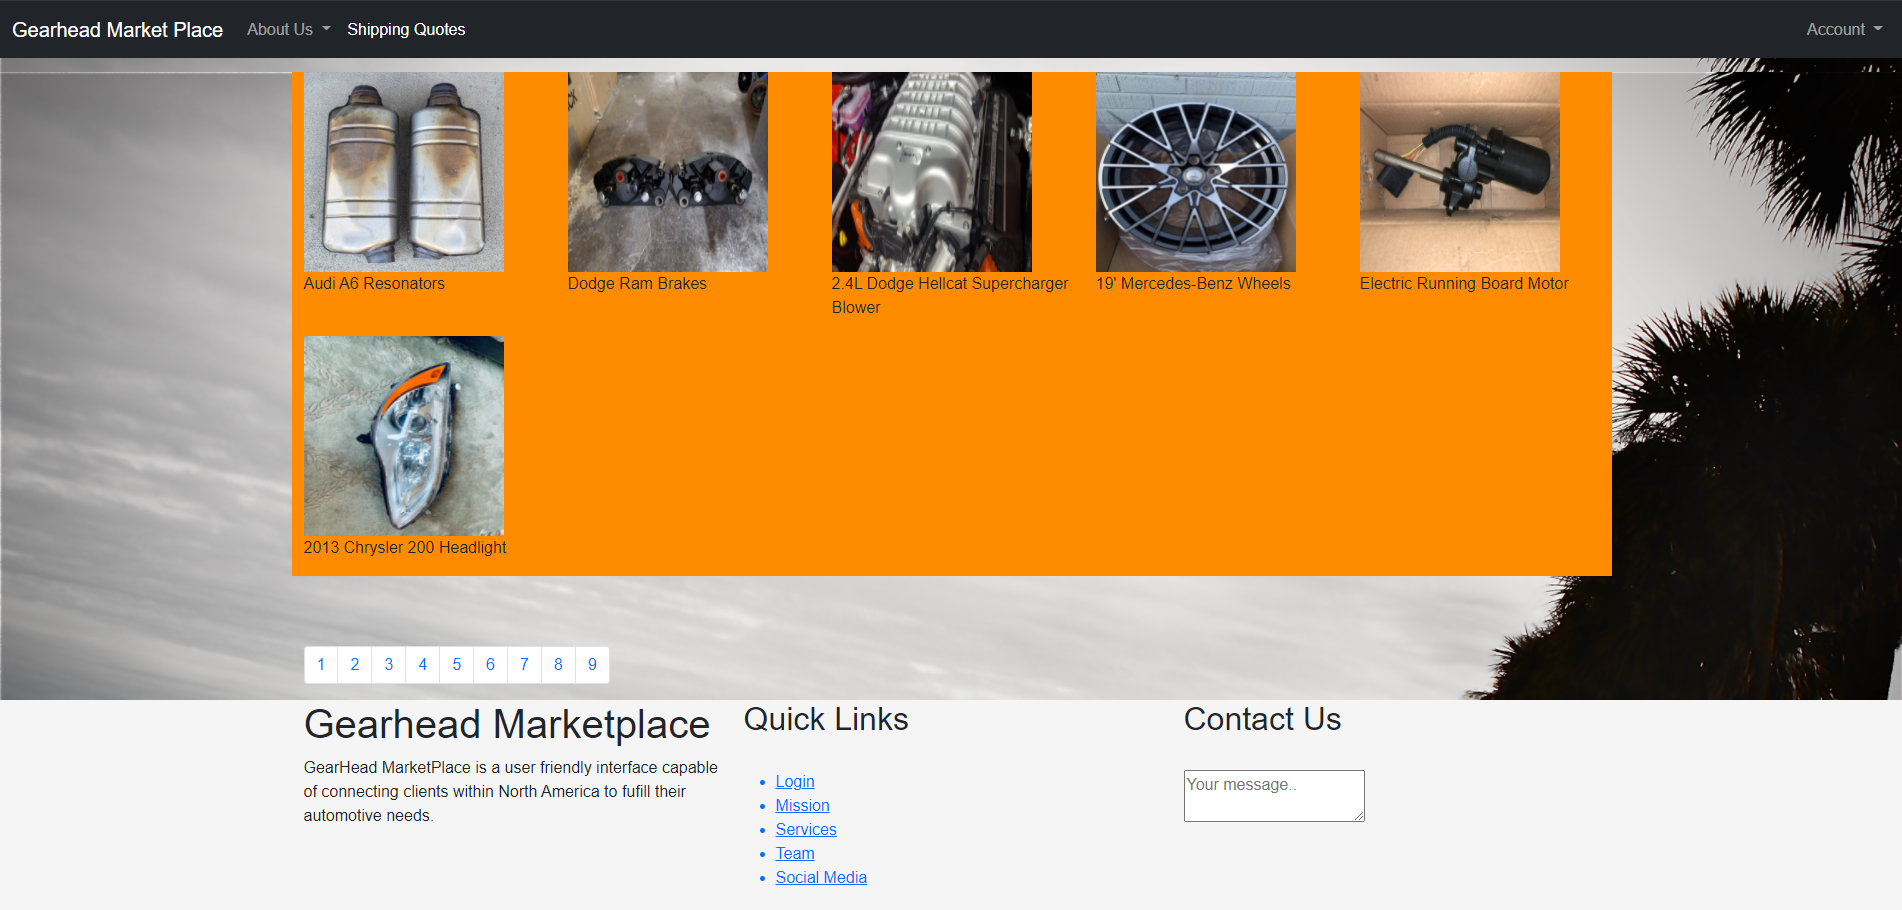 Gearhead Market Place About Us Shipping Quotes Account
Audi A6 Resonators
Dodge Ram Brakes
2.4L Dodge Hellcat Supercharger
Blower
19' Mercedes-Benz Wheels
Electric Running Board Motor
2013 Chrysler 200 Headlight
1 2 3 4 5 6 7 8 9
Gearhead Marketplace
GearHead MarketPlace is a user friendly interface capable
of connecting clients within North America to fufill their
automotive needs.
Quick Links
Login
Mission
Services
Team
Social Media
Contact Us
Your message..